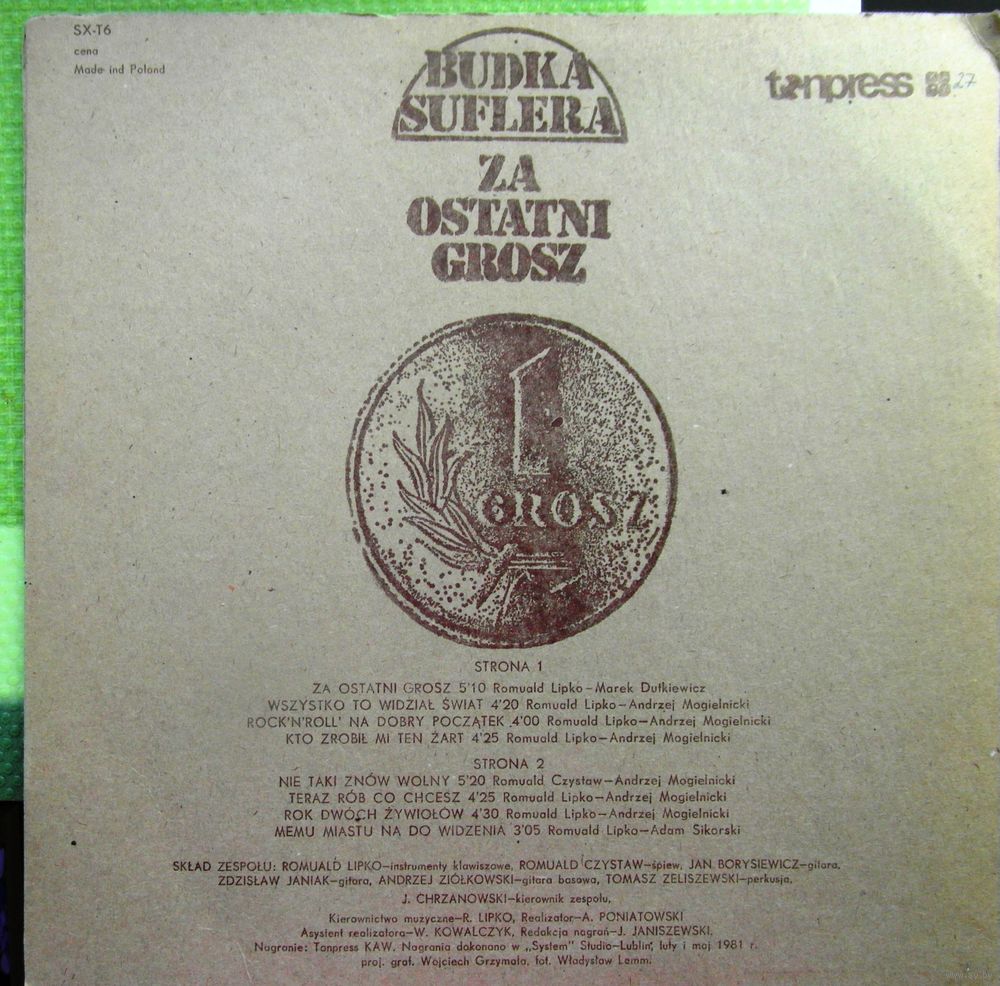 SX-T6
cena
Made ind Poland
BUDKA
SUFLERA
tonpress
27
ZA
OSTATNI
GROSZ
1
GROSZ
STRONA 1
ZA OSTATNI GROSZ 5'10 Romuald Lipko–Marek Dutkiewicz
WSZYSTKO TO WIDZIAŁ ŚWIAT 4'20 Romuald Lipko–Andrzej Mogielnicki
ROCK'N'ROLL' NA DOBRY POCZĄTEK 4'00 Romuald Lipko–Andrzej Mogielnicki
KTO ZROBIŁ MI TEN ŻART 4'25 Romuald Lipko–Andrzej Mogielnicki
STRONA 2
NIE TAKI ZNÓW WOLNY 5'20 Romuald Czystaw–Andrzej Mogielnicki
TERAZ RÓB CO CHCESZ 4'25 Romuald Lipko–Andrzej Mogielnicki
ROK DWÓCH ŻYWIOŁÓW 4'30 Romuald Lipko–Andrzej Mogielnicki
MEMU MIASTU NA DO WIDZENIA 3'05 Romuald Lipko–Adam Sikorski
SKŁAD ZESPOŁU: ROMUALD LIPKO–instrumenty klawiszowe, ROMUALD CZYSTAW–śpiew, JAN BORYSIEWICZ–gitara,
ZDZISŁAW JANIAK–gitara, ANDRZEJ ZIÓŁKOWSKI–gitara basowa, TOMASZ ZELISZEWSKI–perkusja,
J. CHRZANOWSKI–kierownik zespołu,
Kierownictwo muzyczne–R. LIPKO, Realizator–A. PONIATOWSKI
Asystent realizatora–W. KOWALCZYK, Redakcja nagrań–J. JANISZEWSKI,
Nagranie: Tonpress KAW. Nagrania dokonano w „System" Studio–Lublin, luty i maj 1981 r.
proj. graf. Wojciech Grzymała, fot. Władysław Lemm.